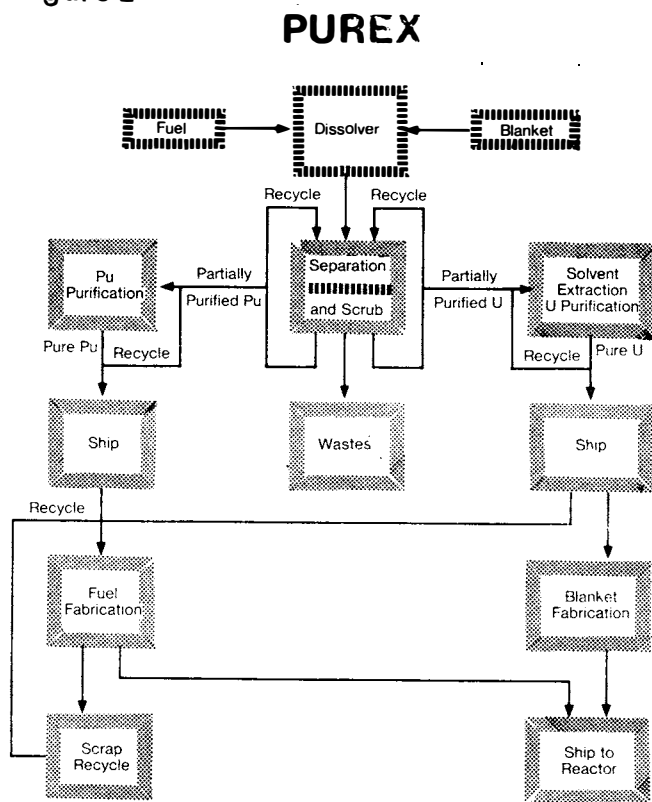 PUREX
Fuel
Dissolver
Blanket
Recycle
Recycle
Pu
Purification
Partially
Purified Pu
Separation
and Scrub
Partially
Purified U
Solvent
Extraction
U Purification
Pure Pu
Recycle
Recycle
Pure U
Ship
Wastes
Ship
Recycle
Fuel
Fabrication
Blanket
Fabrication
Scrap
Recycle
Ship to
Reactor